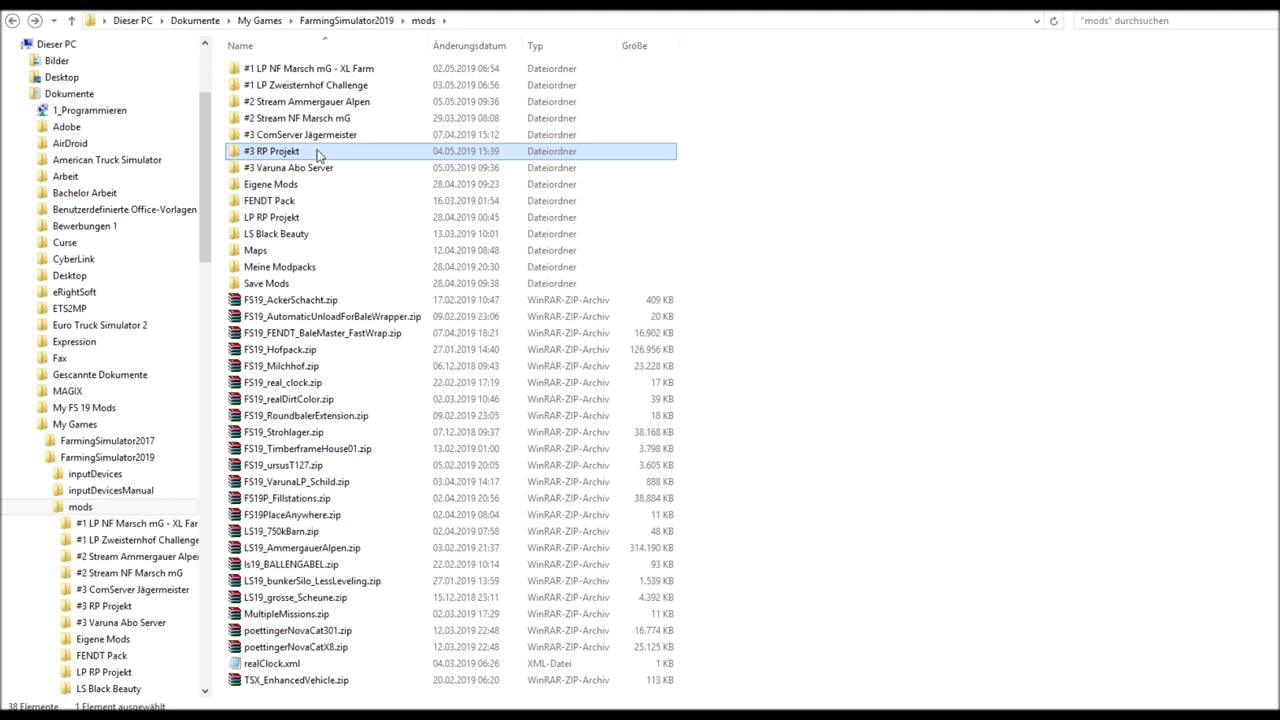 Dieser PC Dokumente My Games FarmingSimulator2019 mods "mods" durchsuchen
Dieser PC
Bilder
Desktop
Dokumente
1_Programmieren
Adobe
AirDroid
American Truck Simulator
Arbeit
Bachelor Arbeit
Benutzerdefinierte Office-Vorlagen
Bewerbungen 1
Curse
CyberLink
Desktop
eRightSoft
ETS2MP
Euro Truck Simulator 2
Expression
Fax
Gescannte Dokumente
MAGIX
My FS 19 Mods
My Games
FarmingSimulator2017
FarmingSimulator2019
inputDevices
inputDevicesManual
mods
#1 LP NF Marsch mG - XL Far
#1 LP Zweisternhof Challenge
#2 Stream Ammergauer Alpe
#2 Stream NF Marsch mG
#3 ComServer Jägermeister
#3 RP Projekt
#3 Varuna Abo Server
Eigene Mods
FENDT Pack
LP RP Projekt
LS Black Beauty
Name Änderungsdatum Typ Größe
#1 LP NF Marsch mG - XL Farm 02.05.2019 06:54 Dateiordner
#1 LP Zweisternhof Challenge 03.05.2019 06:56 Dateiordner
#2 Stream Ammergauer Alpen 05.05.2019 09:36 Dateiordner
#2 Stream NF Marsch mG 29.03.2019 08:08 Dateiordner
#3 ComServer Jägermeister 07.04.2019 15:12 Dateiordner
#3 RP Projekt 04.05.2019 15:39 Dateiordner
#3 Varuna Abo Server 05.05.2019 09:36 Dateiordner
Eigene Mods 28.04.2019 09:23 Dateiordner
FENDT Pack 16.03.2019 01:54 Dateiordner
LP RP Projekt 28.04.2019 00:45 Dateiordner
LS Black Beauty 13.03.2019 10:01 Dateiordner
Maps 12.04.2019 08:48 Dateiordner
Meine Modpacks 28.04.2019 20:30 Dateiordner
Save Mods 28.04.2019 09:38 Dateiordner
FS19_AckerSchacht.zip 17.02.2019 10:47 WinRAR-ZIP-Archiv 409 KB
FS19_AutomaticUnloadForBaleWrapper.zip 09.02.2019 23:06 WinRAR-ZIP-Archiv 20 KB
FS19_FENDT_BaleMaster_FastWrap.zip 07.04.2019 18:21 WinRAR-ZIP-Archiv 16.902 KB
FS19_Hofpack.zip 27.01.2019 14:40 WinRAR-ZIP-Archiv 126.956 KB
FS19_Milchhof.zip 06.12.2018 09:43 WinRAR-ZIP-Archiv 23.228 KB
FS19_real_clock.zip 22.02.2019 17:19 WinRAR-ZIP-Archiv 17 KB
FS19_realDirtColor.zip 02.03.2019 10:46 WinRAR-ZIP-Archiv 39 KB
FS19_RoundbalerExtension.zip 09.02.2019 23:05 WinRAR-ZIP-Archiv 18 KB
FS19_Strohlager.zip 07.12.2018 09:37 WinRAR-ZIP-Archiv 38.168 KB
FS19_TimberframeHouse01.zip 13.02.2019 01:00 WinRAR-ZIP-Archiv 3.798 KB
FS19_ursusT127.zip 05.02.2019 20:05 WinRAR-ZIP-Archiv 3.605 KB
FS19_VarunaLP_Schild.zip 03.04.2019 14:17 WinRAR-ZIP-Archiv 888 KB
FS19P_Fillstations.zip 02.04.2019 20:56 WinRAR-ZIP-Archiv 38.884 KB
FS19PlaceAnywhere.zip 02.04.2019 08:04 WinRAR-ZIP-Archiv 11 KB
LS19_750kBarn.zip 02.04.2019 07:58 WinRAR-ZIP-Archiv 48 KB
LS19_AmmergauerAlpen.zip 03.02.2019 21:37 WinRAR-ZIP-Archiv 314.190 KB
ls19_BALLENGABEL.zip 22.02.2019 10:14 WinRAR-ZIP-Archiv 93 KB
LS19_bunkerSilo_LessLeveling.zip 27.01.2019 13:59 WinRAR-ZIP-Archiv 1.539 KB
LS19_grosse_Scheune.zip 15.12.2018 23:11 WinRAR-ZIP-Archiv 4.392 KB
MultipleMissions.zip 02.03.2019 17:29 WinRAR-ZIP-Archiv 11 KB
poettingerNovaCat301.zip 12.03.2019 22:48 WinRAR-ZIP-Archiv 16.774 KB
poettingerNovaCatX8.zip 12.03.2019 22:48 WinRAR-ZIP-Archiv 25.125 KB
realClock.xml 04.03.2019 06:26 XML-Datei 1 KB
TSX_EnhancedVehicle.zip 20.02.2019 06:20 WinRAR-ZIP-Archiv 113 KB
38 Elemente 1 Element ausgewählt